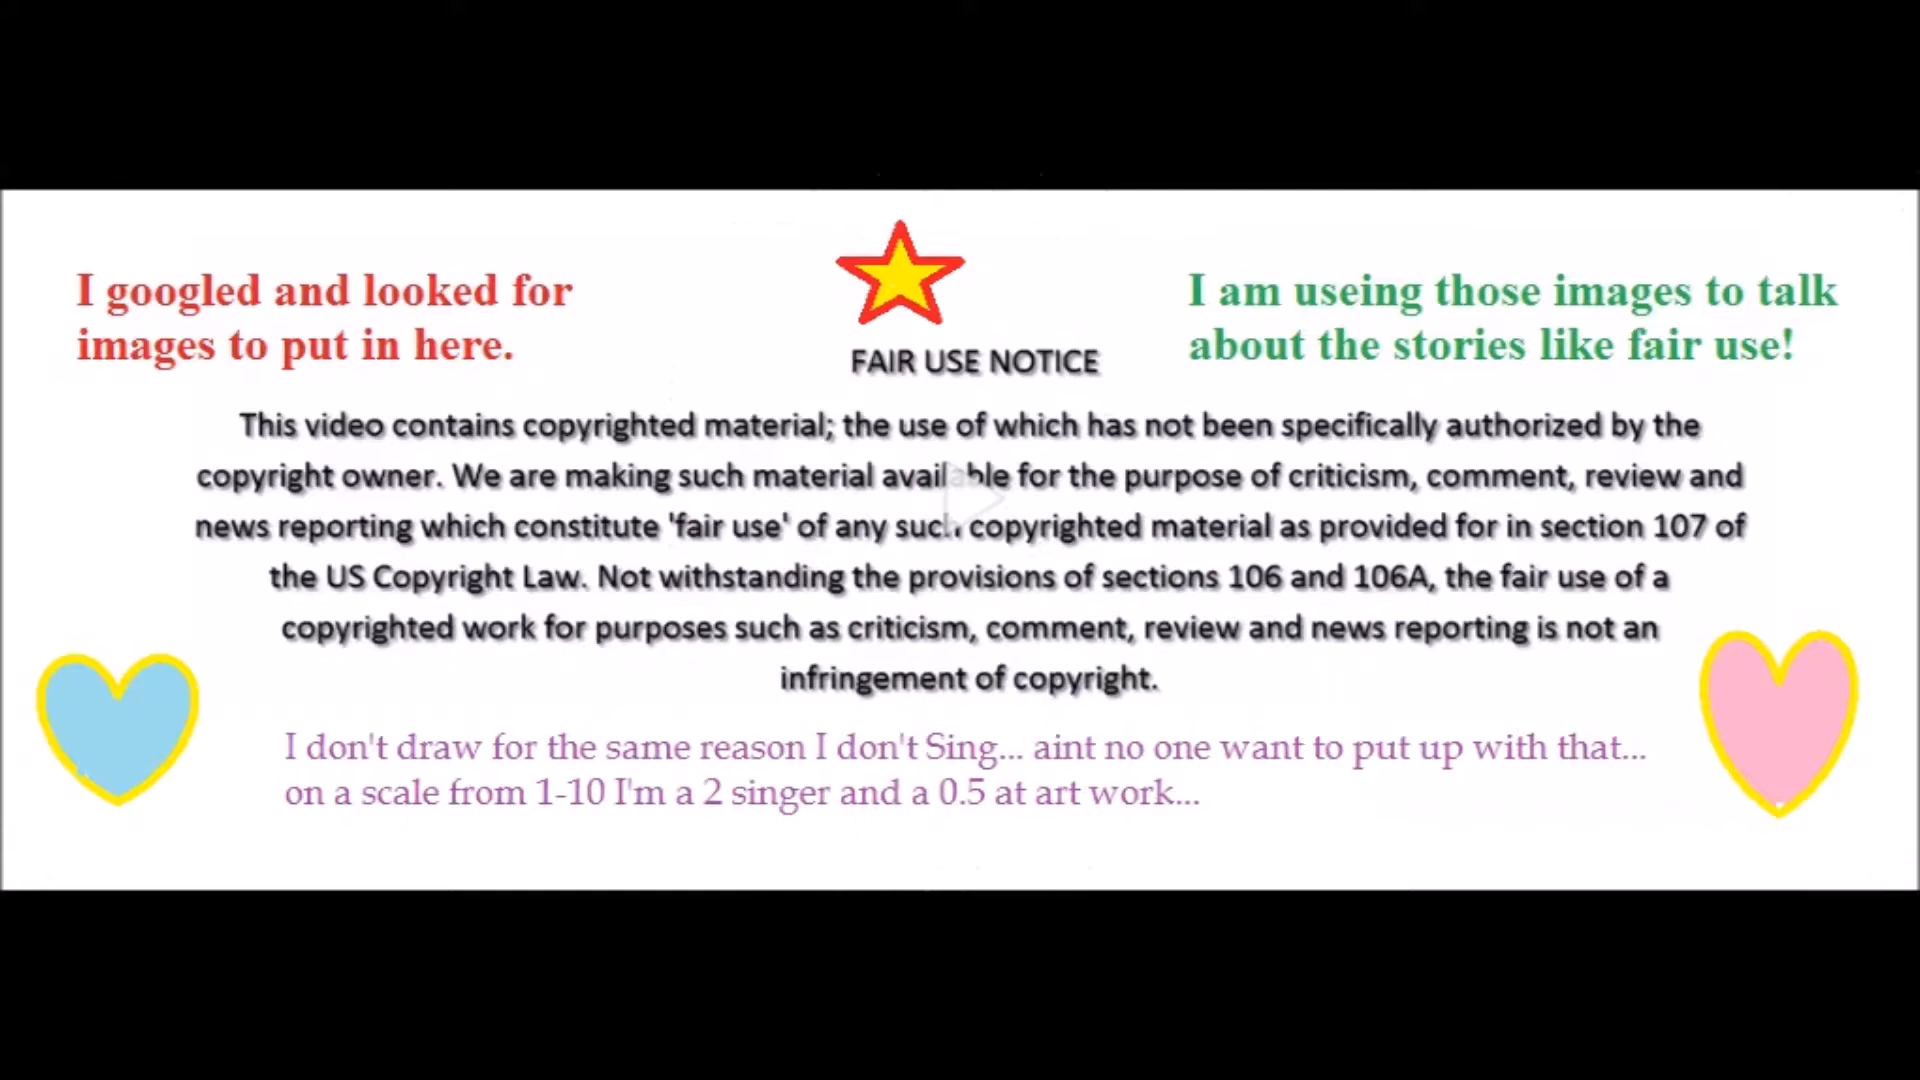 I googled and looked for
images to put in here.
I am useing those images to talk
about the stories like fair use!
FAIR USE NOTICE
This video contains copyrighted material; the use of which has not been specifically authorized by the
copyright owner. We are making such material available for the purpose of criticism, comment, review and
news reporting which constitute 'fair use' of any such copyrighted material as provided for in section 107 of
the US Copyright Law. Not withstanding the provisions of sections 106 and 106A, the fair use of a
copyrighted work for purposes such as criticism, comment, review and news reporting is not an
infringement of copyright.
I don't draw for the same reason I don't Sing... aint no one want to put up with that...
on a scale from 1-10 I'm a 2 singer and a 0.5 at art work...